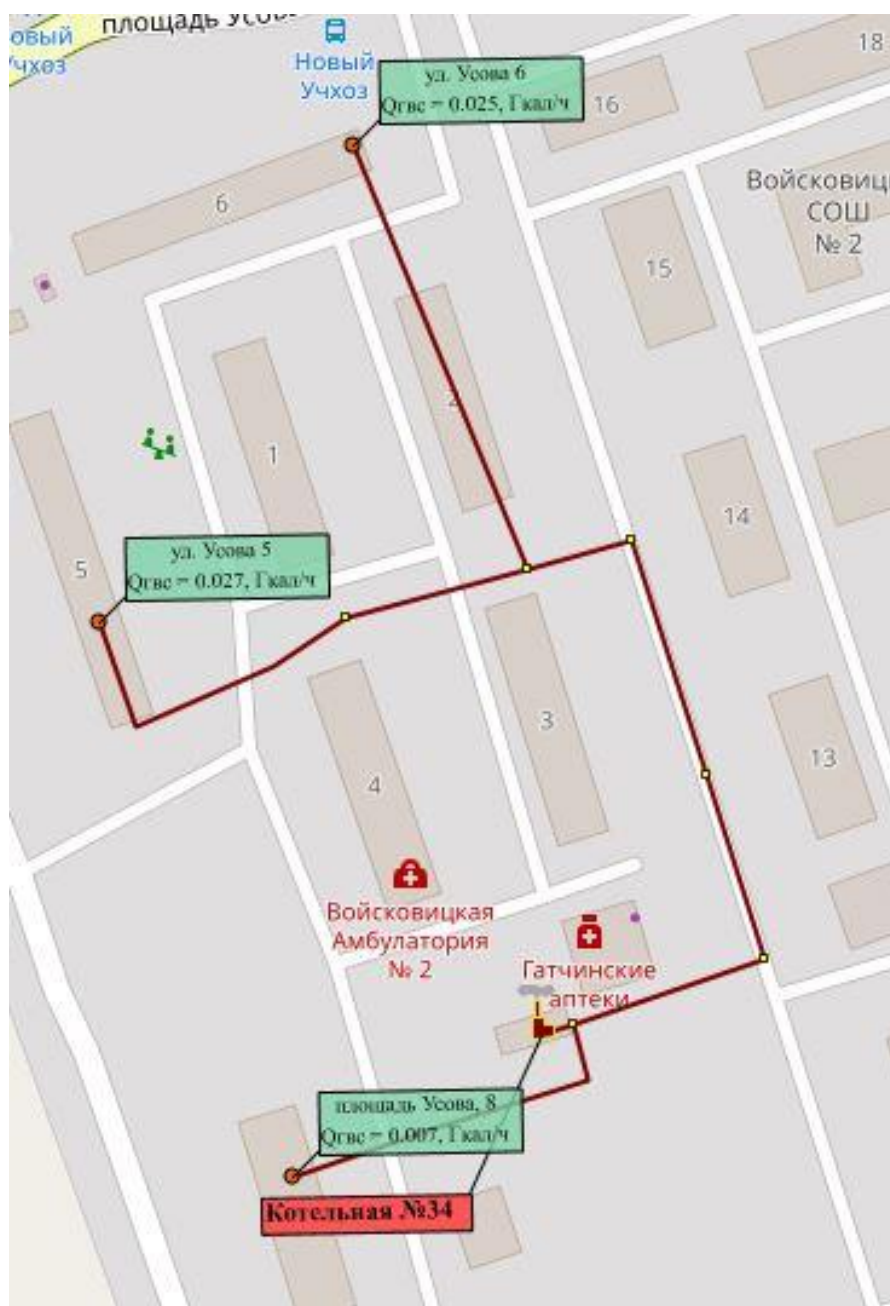 площадь Усова
Новый
Учхоз
Новый
Учхоз
ул. Усова 6
Qгвс = 0.025, Гкал/ч
18
16
6
Войсковиц
СОШ
№ 2
15
2
1
14
ул. Усова 5
Qгвс = 0.027, Гкал/ч
5
3
13
4
Войсковицкая
Амбулатория
№ 2
Гатчинские
аптеки
площадь Усова, 8
Qгвс = 0.007, Гкал/ч
Котельная №34